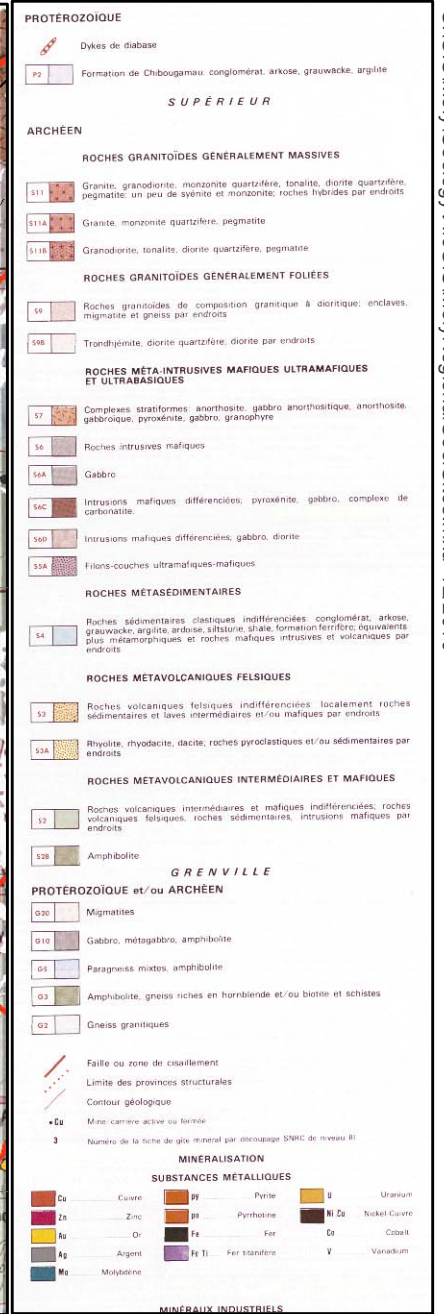 PROTÉROZOÏQUE
Dykes de diabase
P2 Formation de Chibougamau: conglomérat, arkose, grauwacke, argilite
SUPÉRIEUR
ARCHÉEN
ROCHES GRANITOÏDES GÉNÉRALEMENT MASSIVES
S11 Granite, granodiorite, monzonite quartzifère, tonalite, diorite quartzifère,
pegmatite; un peu de syénite et monzonite; roches hybrides par endroits
S11A Granite, monzonite quartzifère, pegmatite
S11B Granodiorite, tonalite, diorite quartzifère, pegmatite
ROCHES GRANITOÏDES GÉNÉRALEMENT FOLIÉES
S9 Roches granitoïdes de composition granitique à dioritique; enclaves,
migmatite et gneiss par endroits
S9B Trondhjémite, diorite quartzifère; diorite par endroits
ROCHES MÉTA-INTRUSIVES MAFIQUES ULTRAMAFIQUES
ET ULTRABASIQUES
S7 Complexes stratiformes: anorthosite, gabbro anorthositique, anorthosite,
gabbroïque, pyroxénite, gabbro, granophyre
S6 Roches intrusives mafiques
S6A Gabbro
S6C Intrusions mafiques différenciées; pyroxénite, gabbro, complexe de
carbonatite.
S6D Intrusions mafiques différenciées; gabbro, diorite
S5A Filons-couches ultramafiques-mafiques
ROCHES MÉTASÉDIMENTAIRES
S4 Roches sédimentaires clastiques indifférenciées: conglomérat, arkose,
grauwacke, argilite, ardoise, siltstone, shale, formation ferrifère; équivalents
plus métamorphiques et roches mafiques intrusives et volcaniques par
endroits
ROCHES MÉTAVOLCANIQUES FELSIQUES
S3 Roches volcaniques felsiques indifférenciées; localement roches
sédimentaires et laves intermédiaires et/ou mafiques par endroits
S3A Rhyolite, rhyodacite, dacite; roches pyroclastiques et/ou sédimentaires par
endroits
ROCHES MÉTAVOLCANIQUES INTERMÉDIAIRES ET MAFIQUES
S2 Roches volcaniques intermédiaires et mafiques indifférenciées; roches
volcaniques felsiques, roches sédimentaires, intrusions mafiques par
endroits
S2B Amphibolite
GRENVILLE
PROTÉROZOÏQUE et/ou ARCHÉEN
G20 Migmatites
G10 Gabbro, métagabbro, amphibolite
G5 Paragneiss mixtes, amphibolite
G3 Amphibolite, gneiss riches en hornblende et/ou biotite et schistes
G2 Gneiss granitiques
Faille ou zone de cisaillement
Limite des provinces structurales
Contour géologique
Cu Mine/carrière active ou fermée
3 Numéro de la fiche de gîte minéral par découpage SNRC de niveau III
MINÉRALISATION
SUBSTANCES MÉTALLIQUES
Cu Cuivre py Pyrite U Uranium
Zn Zinc po Pyrrhotine Ni Cu Nickel-Cuivre
Au Or Fe Fer Co Cobalt
Ag Argent Fe Ti Fer titanifère V Vanadium
Mo Molybdène
MINÉRAUX INDUSTRIELS